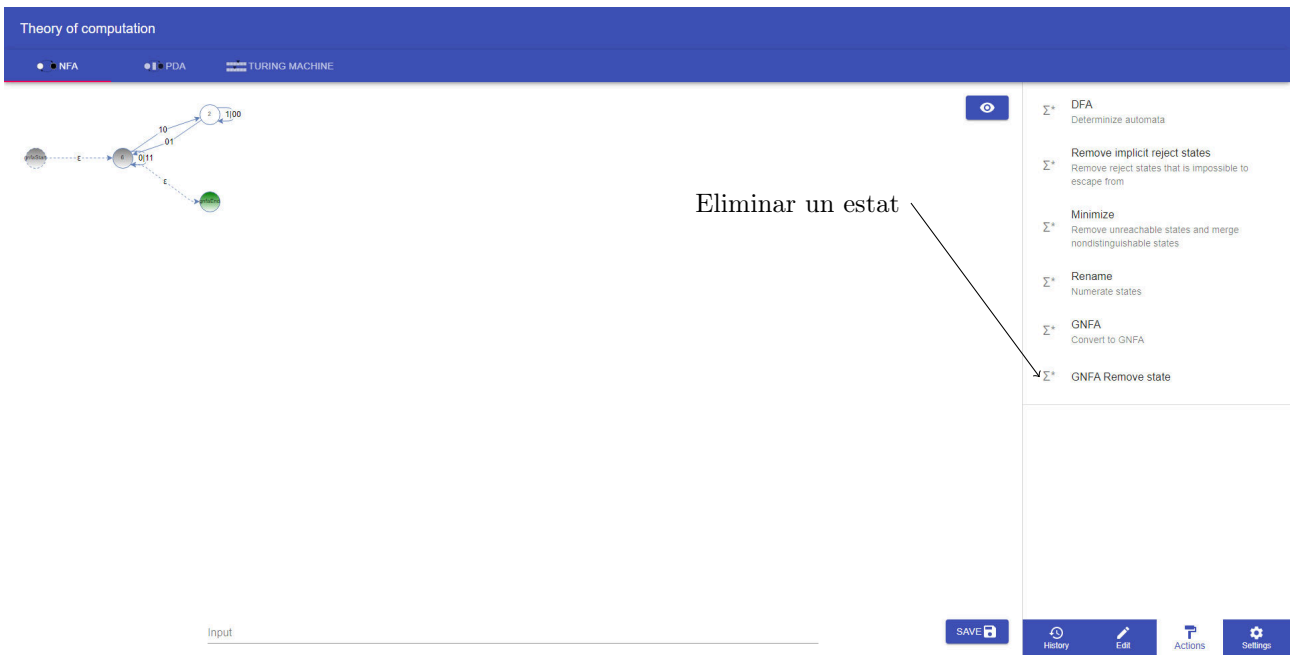 Theory of computation
NFA
PDA
TURING MACHINE
2
1|00
10
01
ε
0
0|11
ε
Eliminar un estat
Σ*
DFA
Determinize automata
Σ*
Remove implicit reject states
Remove reject states that is impossible to
escape from
Σ*
Minimize
Remove unreachable states and merge
nondistinguishable states
Σ*
Rename
Numerate states
Σ*
GNFA
Convert to GNFA
Σ*
GNFA Remove state
Input
SAVE
History
Edit
Actions
Settings